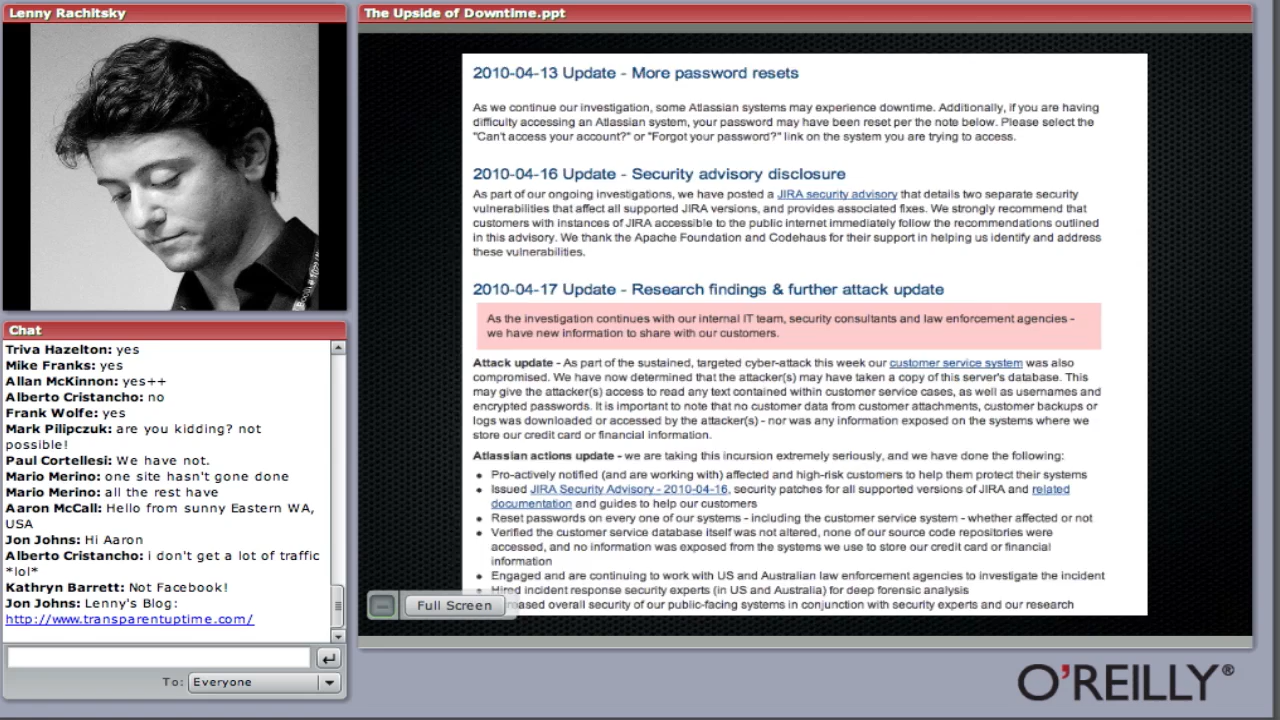 Lenny Rachitsky
Chat
Triva Hazelton: yes
Mike Franks: yes
Allan McKinnon: yes++
Alberto Cristancho: no
Frank Wolfe: yes
Mark Pilipczuk: are you kidding? not
possible!
Paul Cortellesi: We have not.
Mario Merino: one site hasn't gone done
Mario Merino: all the rest have
Aaron McCall: Hello from sunny Eastern WA,
USA
Jon Johns: Hi Aaron
Alberto Cristancho: i don't get a lot of traffic
*lol*
Kathryn Barrett: Not Facebook!
Jon Johns: Lenny's Blog:
http://www.transparentuptime.com/
To: Everyone
The Upside of Downtime.ppt
2010-04-13 Update - More password resets
As we continue our investigation, some Atlassian systems may experience downtime. Additionally, if you are having
difficulty accessing an Atlassian system, your password may have been reset per the note below. Please select the
"Can't access your account?" or "Forgot your password?" link on the system you are trying to access.
2010-04-16 Update - Security advisory disclosure
As part of our ongoing investigations, we have posted a JIRA security advisory that details two separate security
vulnerabilities that affect all supported JIRA versions, and provides associated fixes. We strongly recommend that
customers with instances of JIRA accessible to the public internet immediately follow the recommendations outlined
in this advisory. We thank the Apache Foundation and Codehaus for their support in helping us identify and address
these vulnerabilities.
2010-04-17 Update - Research findings & further attack update
As the investigation continues with our internal IT team, security consultants and law enforcement agencies -
we have new information to share with our customers.
Attack update - As part of the sustained, targeted cyber-attack this week our customer service system was also
compromised. We have now determined that the attacker(s) may have taken a copy of this server's database. This
may give the attacker(s) access to read any text contained within customer service cases, as well as usernames and
encrypted passwords. It is important to note that no customer data from customer attachments, customer backups or
logs was downloaded or accessed by the attacker(s) - nor was any information exposed on the systems where we
store our credit card or financial information.
Atlassian actions update - we are taking this incursion extremely seriously, and we have done the following:
• Pro-actively notified (and are working with) affected and high-risk customers to help them protect their systems
• Issued JIRA Security Advisory - 2010-04-16, security patches for all supported versions of JIRA and related
documentation and guides to help our customers
• Reset passwords on every one of our systems - including the customer service system - whether affected or not
• Verified the customer service database itself was not altered, none of our source code repositories were
accessed, and no information was exposed from the systems we use to store our credit card or financial
information
• Engaged and are continuing to work with US and Australian law enforcement agencies to investigate the incident
• Hired incident response security experts (in US and Australia) for deep forensic analysis
overall security of our public-facing systems in conjunction with security experts and our research
Full Screen
O'REILLY®